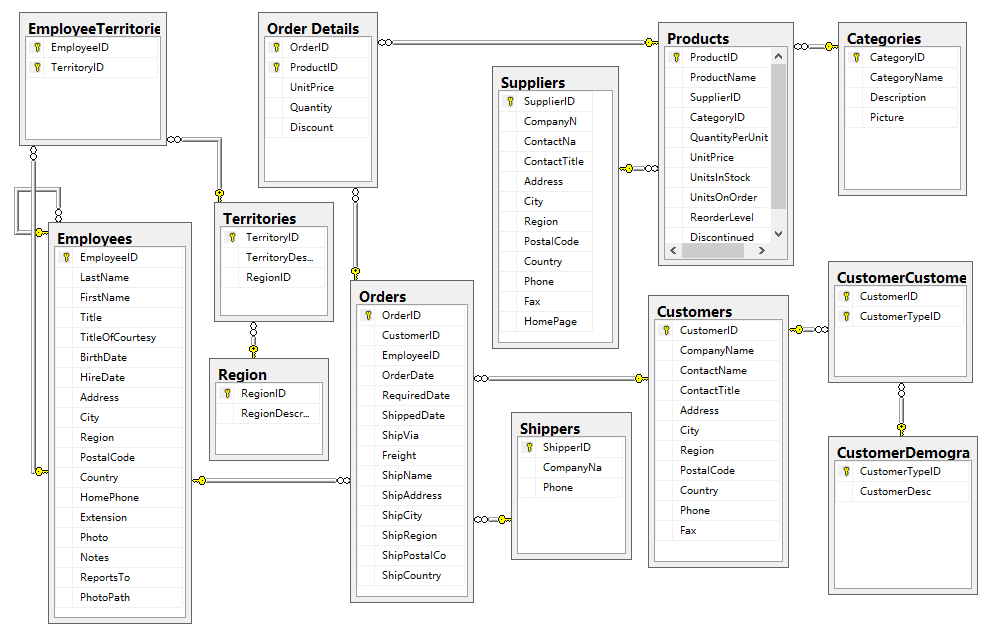 EmployeeTerritorie
EmployeeID
TerritoryID
Order Details
OrderID
ProductID
UnitPrice
Quantity
Discount
Products
ProductID
ProductName
SupplierID
CategoryID
QuantityPerUnit
UnitPrice
UnitsInStock
UnitsOnOrder
ReorderLevel
Discontinued
Categories
CategoryID
CategoryName
Description
Picture
Suppliers
SupplierID
CompanyN
ContactNa
ContactTitle
Address
City
Region
PostalCode
Country
Phone
Fax
HomePage
Territories
TerritoryID
TerritoryDes...
RegionID
Employees
EmployeeID
LastName
FirstName
Title
TitleOfCourtesy
BirthDate
HireDate
Address
City
Region
PostalCode
Country
HomePhone
Extension
Photo
Notes
ReportsTo
PhotoPath
Region
RegionID
RegionDescr...
Orders
OrderID
CustomerID
EmployeeID
OrderDate
RequiredDate
ShippedDate
ShipVia
Freight
ShipName
ShipAddress
ShipCity
ShipRegion
ShipPostalCo
ShipCountry
Shippers
ShipperID
CompanyNa
Phone
Customers
CustomerID
CompanyName
ContactName
ContactTitle
Address
City
Region
PostalCode
Country
Phone
Fax
CustomerCustome
CustomerID
CustomerTypeID
CustomerDemogra
CustomerTypeID
CustomerDesc